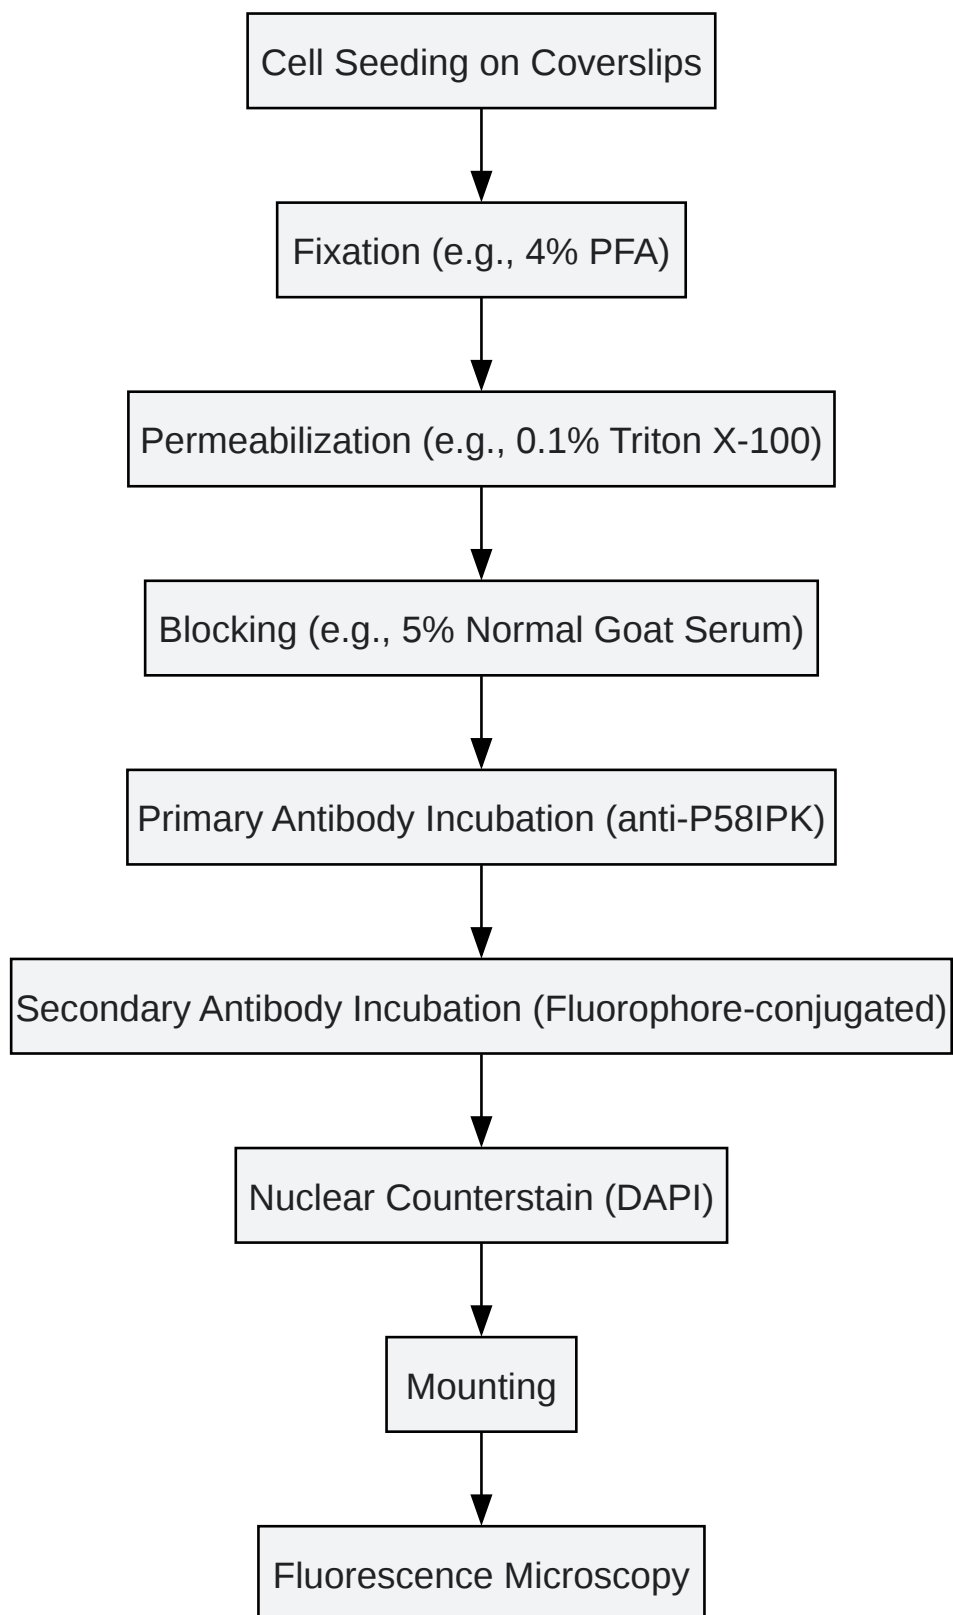 Cell Seeding on Coverslips
Fixation (e.g., 4% PFA)
Permeabilization (e.g., 0.1% Triton X-100)
Blocking (e.g., 5% Normal Goat Serum)
Primary Antibody Incubation (anti-P58IPK)
Secondary Antibody Incubation (Fluorophore-conjugated)
Nuclear Counterstain (DAPI)
Mounting
Fluorescence Microscopy